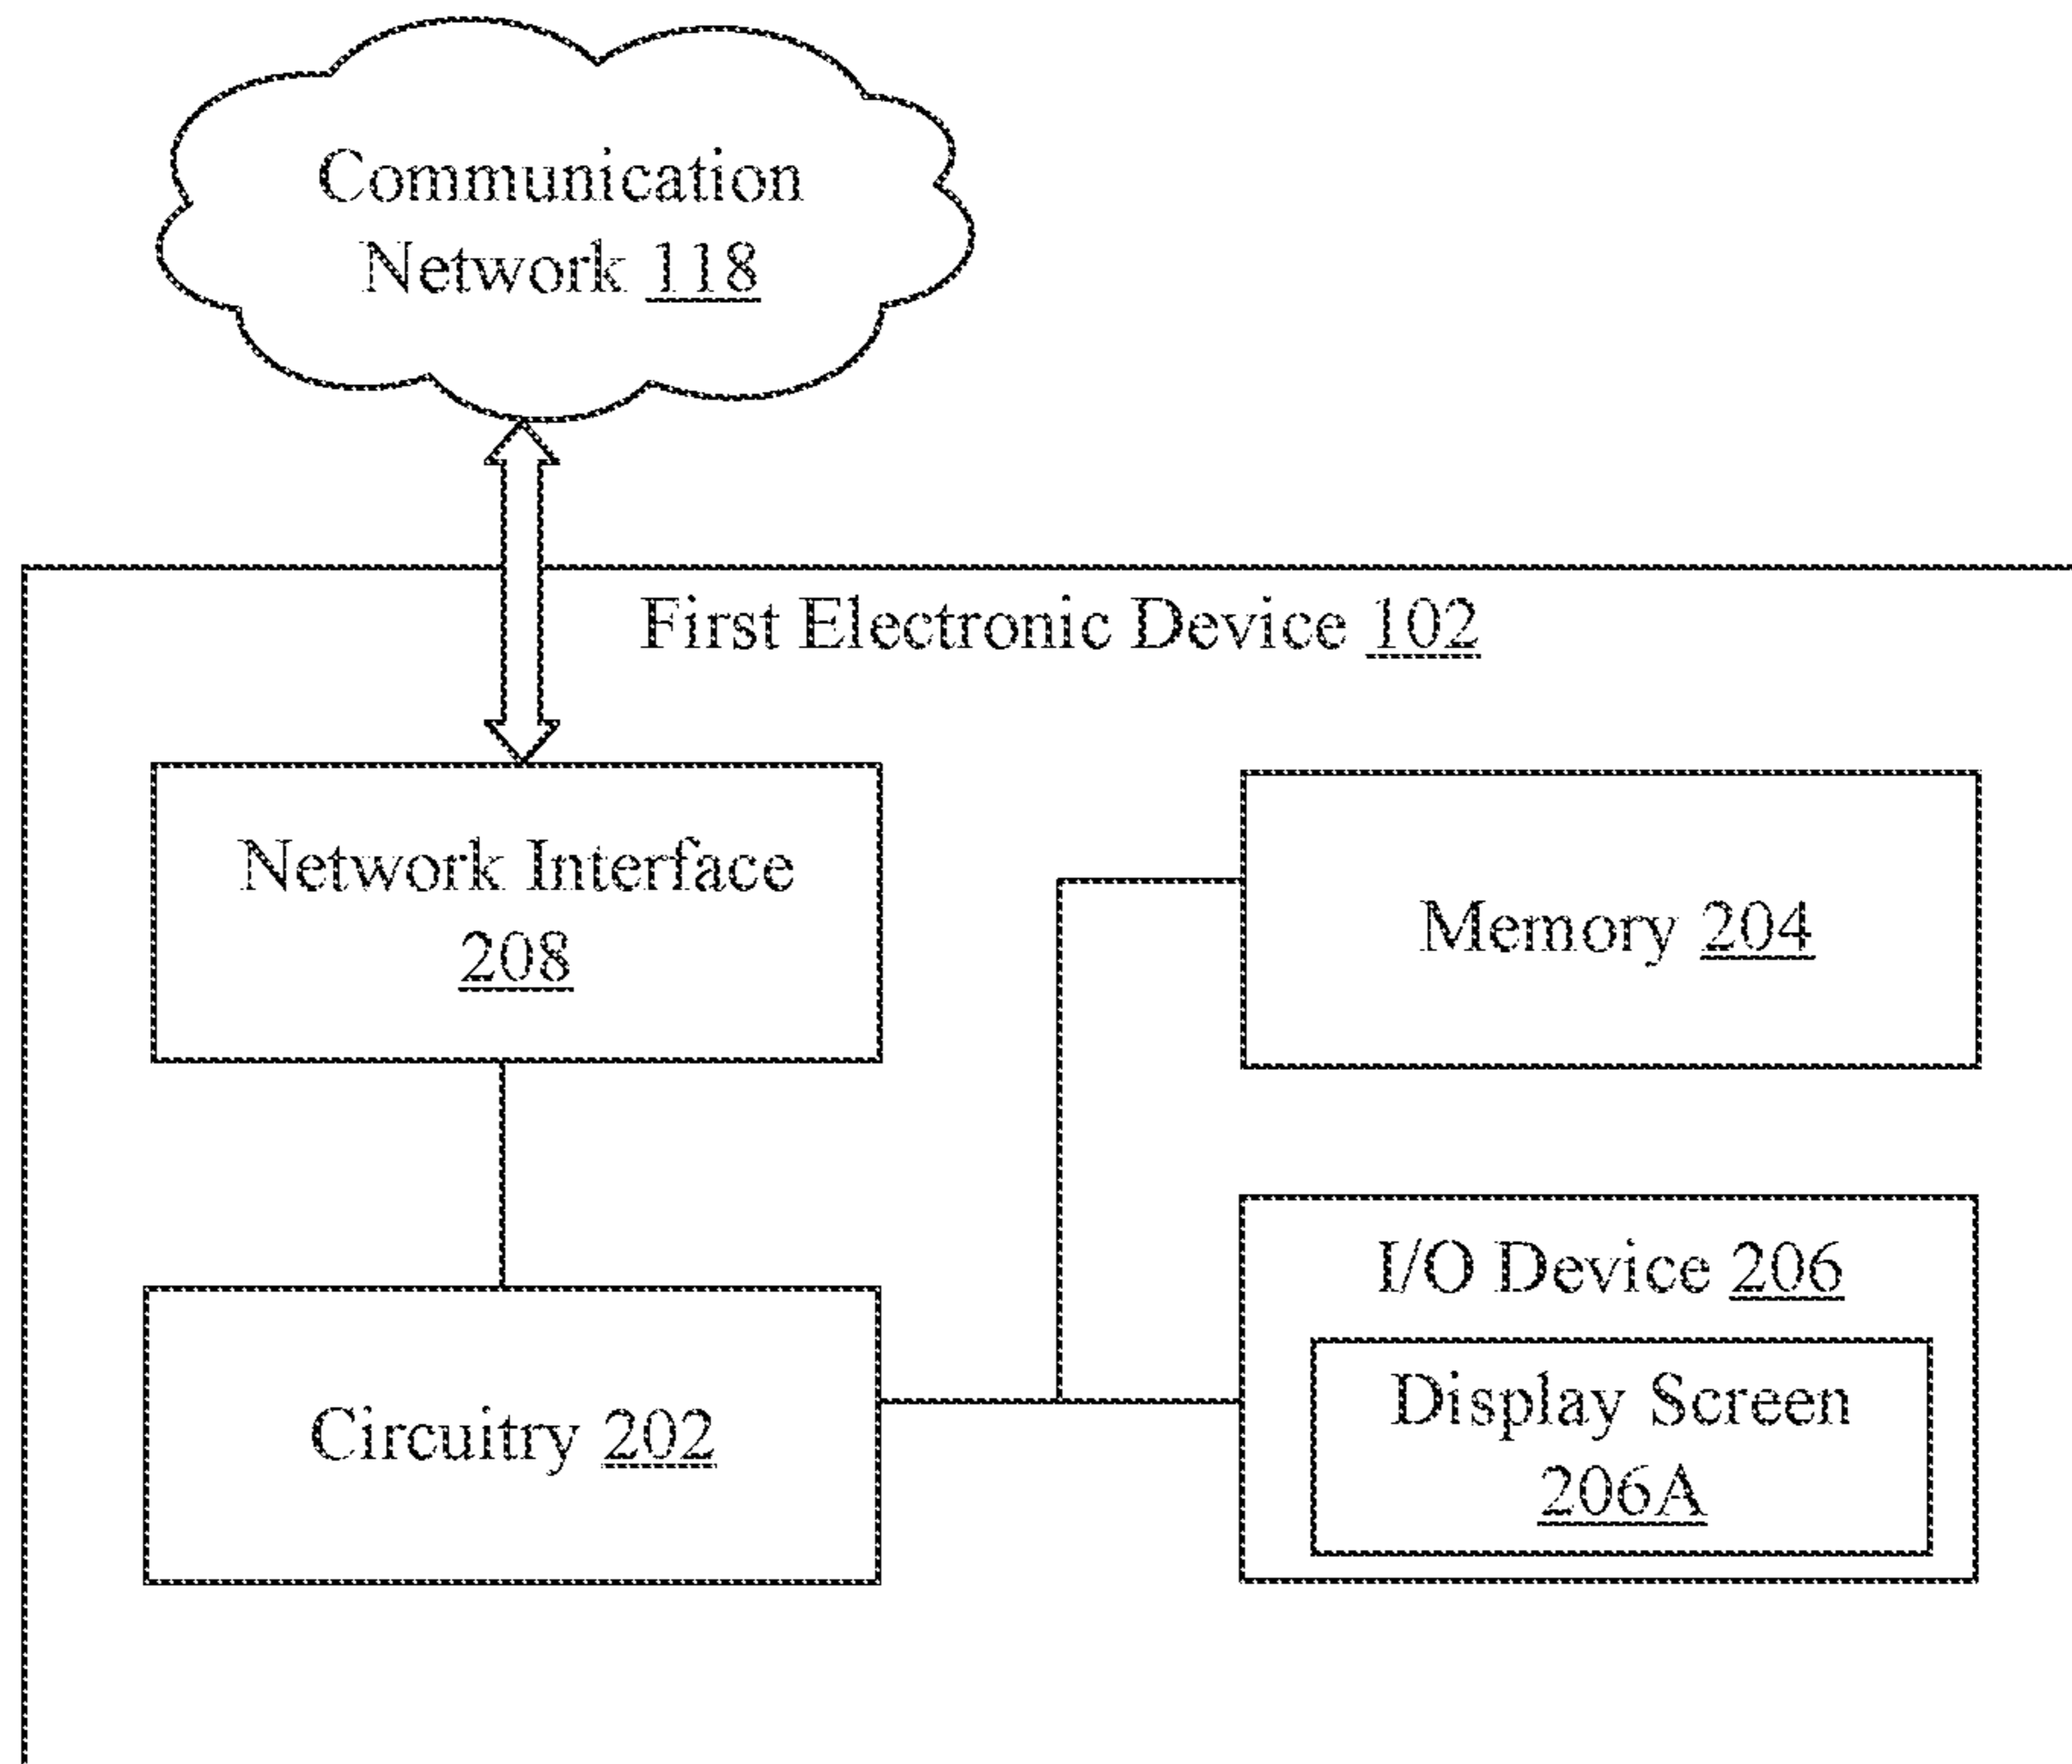 Communication
Network 118
First Electronic Device 102
Network Interface
208
Memory 204
I/O Device 206
Display Screen
206A
Circuitry 202